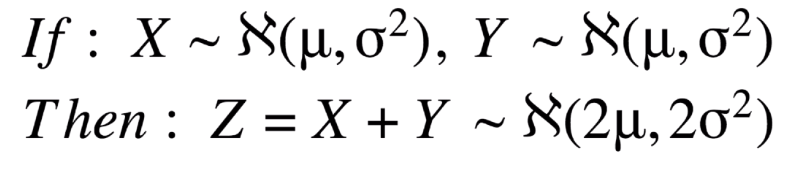 If : X ~ ℵ(μ, σ²), Y ~ ℵ(μ, σ²)
Then : Z = X + Y ~ ℵ(2μ, 2σ²)